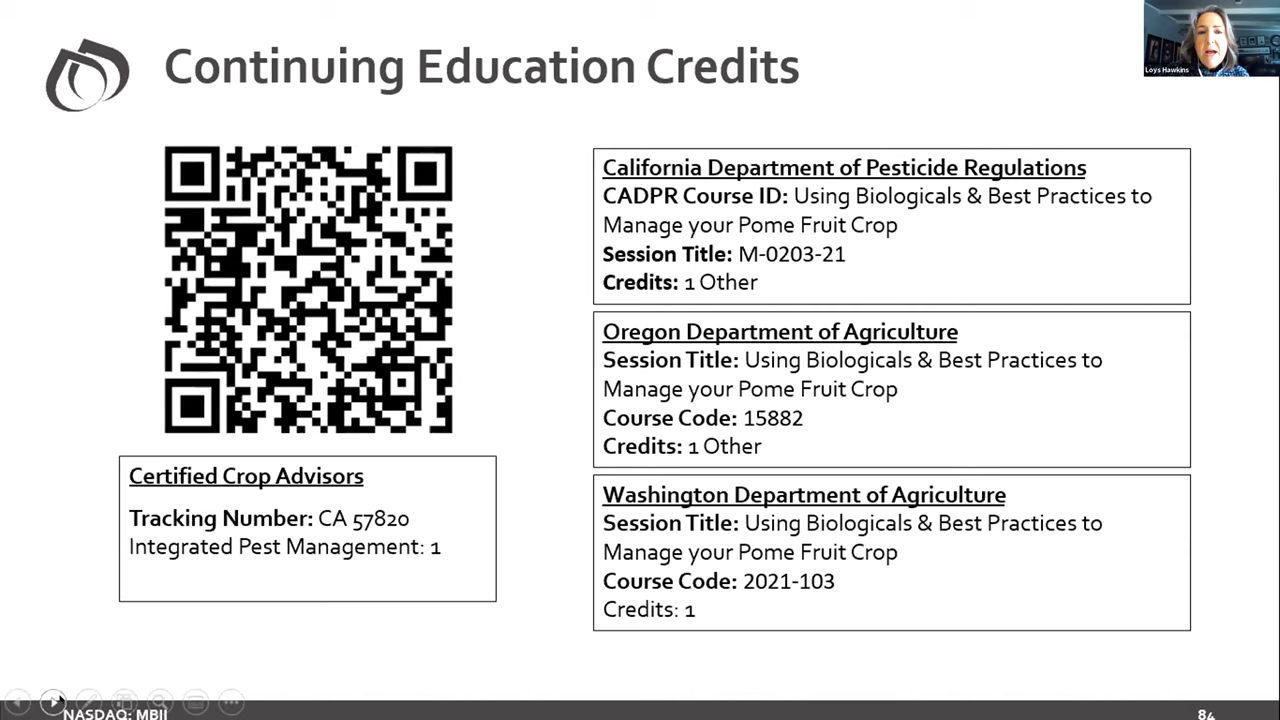 Continuing Education Credits
Loys Hawkins
California Department of Pesticide Regulations
CADPR Course ID: Using Biologicals & Best Practices to
Manage your Pome Fruit Crop
Session Title: M-0203-21
Credits: 1 Other
Oregon Department of Agriculture
Session Title: Using Biologicals & Best Practices to
Manage your Pome Fruit Crop
Course Code: 15882
Credits: 1 Other
Certified Crop Advisors
Tracking Number: CA 57820
Integrated Pest Management: 1
Washington Department of Agriculture
Session Title: Using Biologicals & Best Practices to
Manage your Pome Fruit Crop
Course Code: 2021-103
Credits: 1
NASDAQ: MBII
84